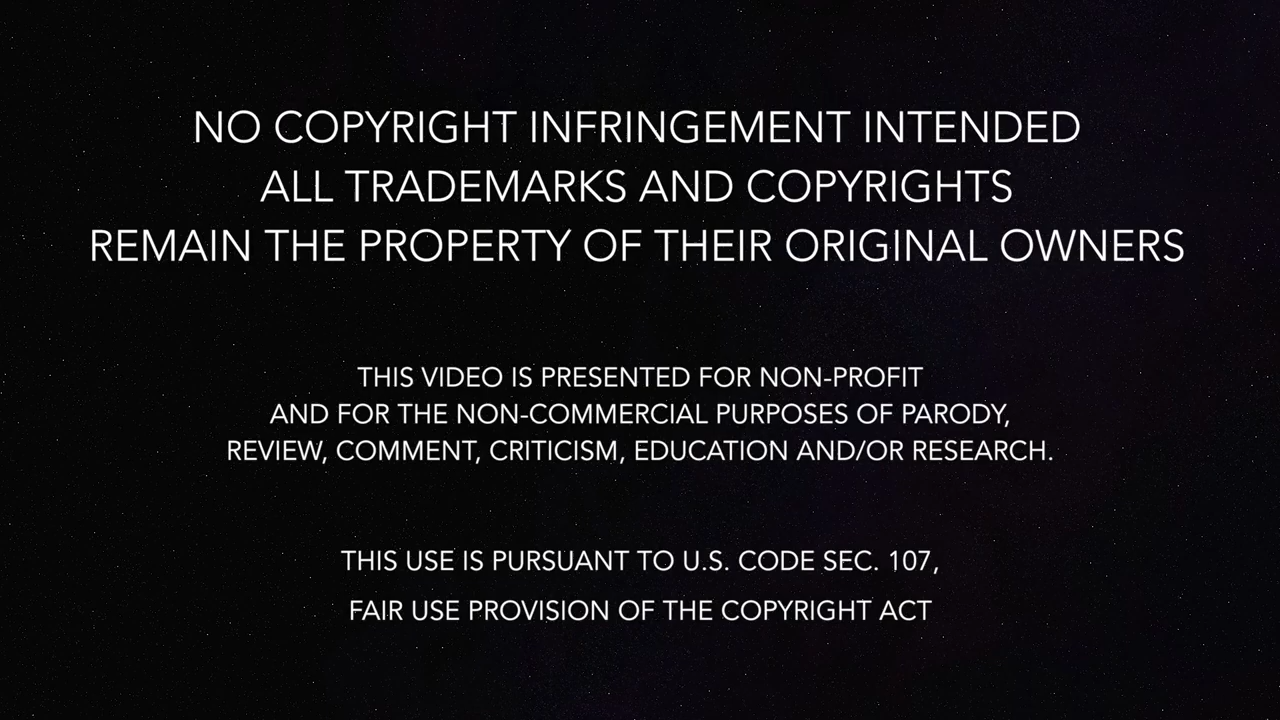 NO COPYRIGHT INFRINGEMENT INTENDED
ALL TRADEMARKS AND COPYRIGHTS
REMAIN THE PROPERTY OF THEIR ORIGINAL OWNERS
THIS VIDEO IS PRESENTED FOR NON-PROFIT
AND FOR THE NON-COMMERCIAL PURPOSES OF PARODY,
REVIEW, COMMENT, CRITICISM, EDUCATION AND/OR RESEARCH.
THIS USE IS PURSUANT TO U.S. CODE SEC. 107,
FAIR USE PROVISION OF THE COPYRIGHT ACT